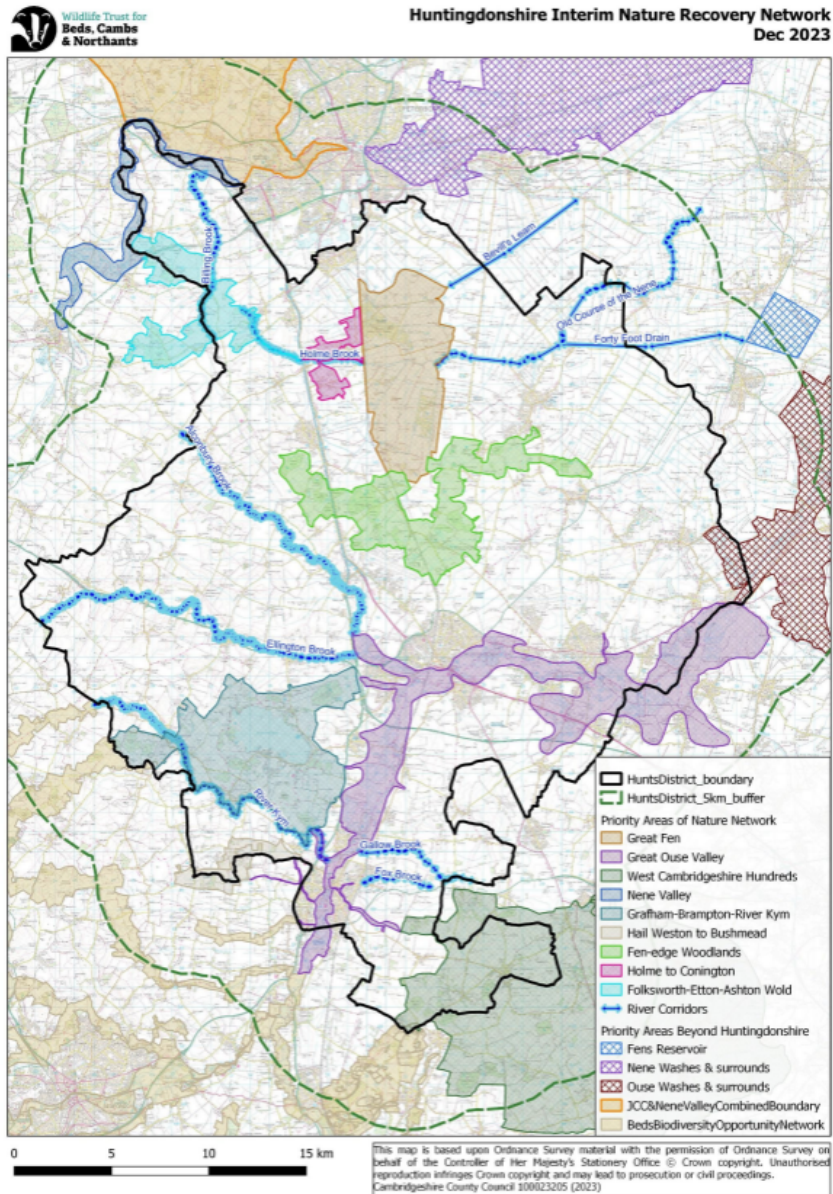 Wildlife Trust for
Beds, Cambs
& Northants
Huntingdonshire Interim Nature Recovery Network
Dec 2023
Billing Brook
Bevill's Leam
Old Course of the Nene
Forty Foot Drain
Holme Brook
Alconbury Brook
Ellington Brook
River Kym
Gallow Brook
Fox Brook
HuntsDistrict_boundary
HuntsDistrict_5km_buffer
Priority Areas of Nature Network
Great Fen
Great Ouse Valley
West Cambridgeshire Hundreds
Nene Valley
Grafham-Brampton-River Kym
Hail Weston to Bushmead
Fen-edge Woodlands
Holme to Conington
Folksworth-Etton-Ashton Wold
River Corridors
Priority Areas Beyond Huntingdonshire
Fens Reservoir
Nene Washes & surrounds
Ouse Washes & surrounds
JCC&NeneValleyCombinedBoundary
BedsBiodiversityOpportunityNetwork
0 5 10 15 km
This map is based upon Ordnance Survey material with the permission of Ordnance Survey on
behalf of the Controller of Her Majesty's Stationery Office © Crown copyright. Unauthorised
reproduction infringes Crown copyright and may lead to prosecution or civil proceedings.
Cambridgeshire County Council 100023205 (2023)